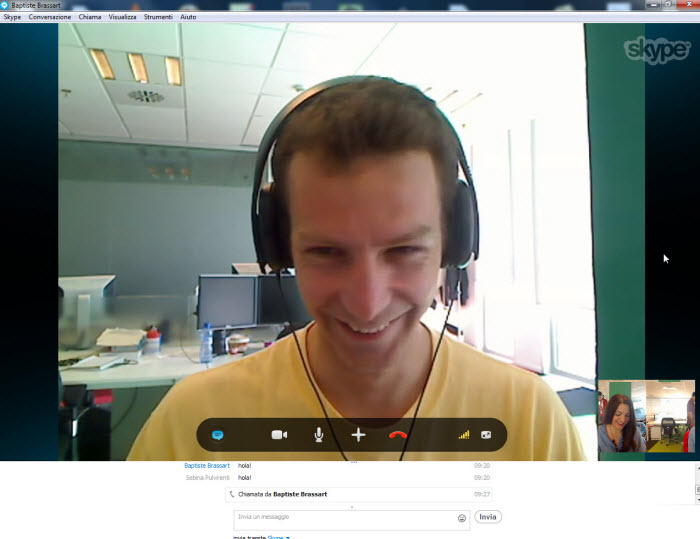 Baptiste Brassart
Skype Conversazione Chiama Visualizza Strumenti Aiuto
skype
Baptiste Brassart hola! 09:20
Sebina Pulvirenti hola! 09:20
Chiamata da Baptiste Brassart 09:27
Invia un messaggio
Invia
invia tramite Skype